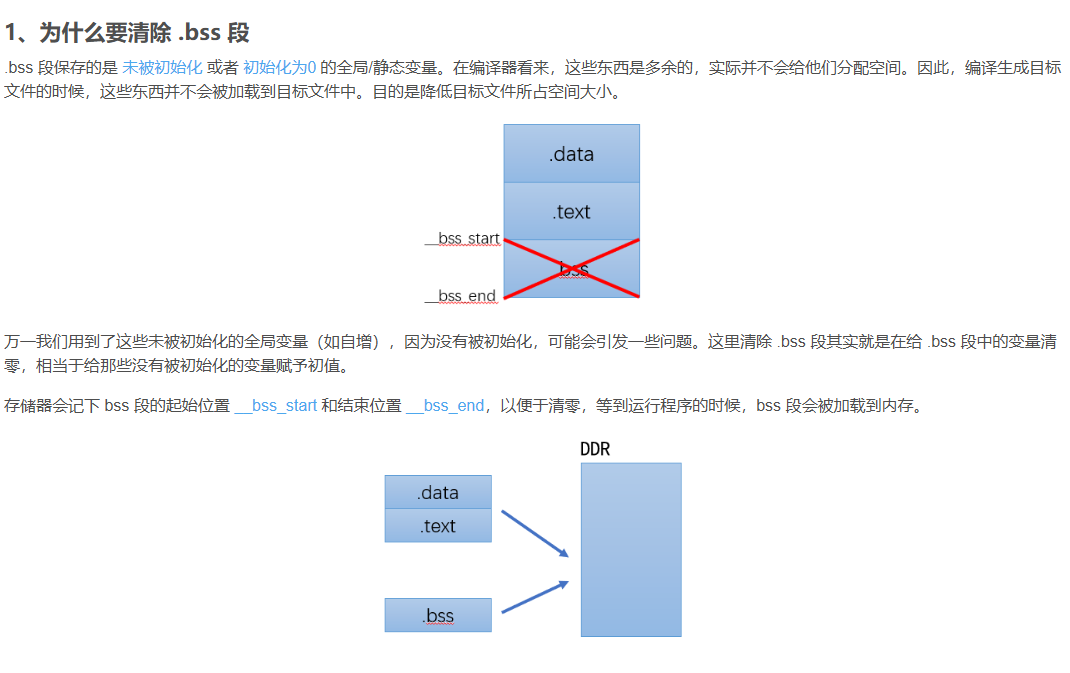 1、为什么要清除 .bss 段
.bss 段保存的是 未被初始化 或者 初始化为0 的全局/静态变量。在编译器看来，这些东西是多余的，实际并不会给他们分配空间。因此，编译生成目标
文件的时候，这些东西并不会被加载到目标文件中。目的是降低目标文件所占空间大小。
.data
.text
__bss_start
.bss
__bss_end
万一我们用到了这些未被初始化的全局变量（如自增），因为没有被初始化，可能会引发一些问题。这里清除 .bss 段其实就是在给 .bss 段中的变量清
零，相当于给那些没有被初始化的变量赋予初值。
存储器会记下 bss 段的起始位置 __bss_start 和结束位置 __bss_end，以便于清零，等到运行程序的时候，bss 段会被加载到内存。
DDR
.data
.text
.bss